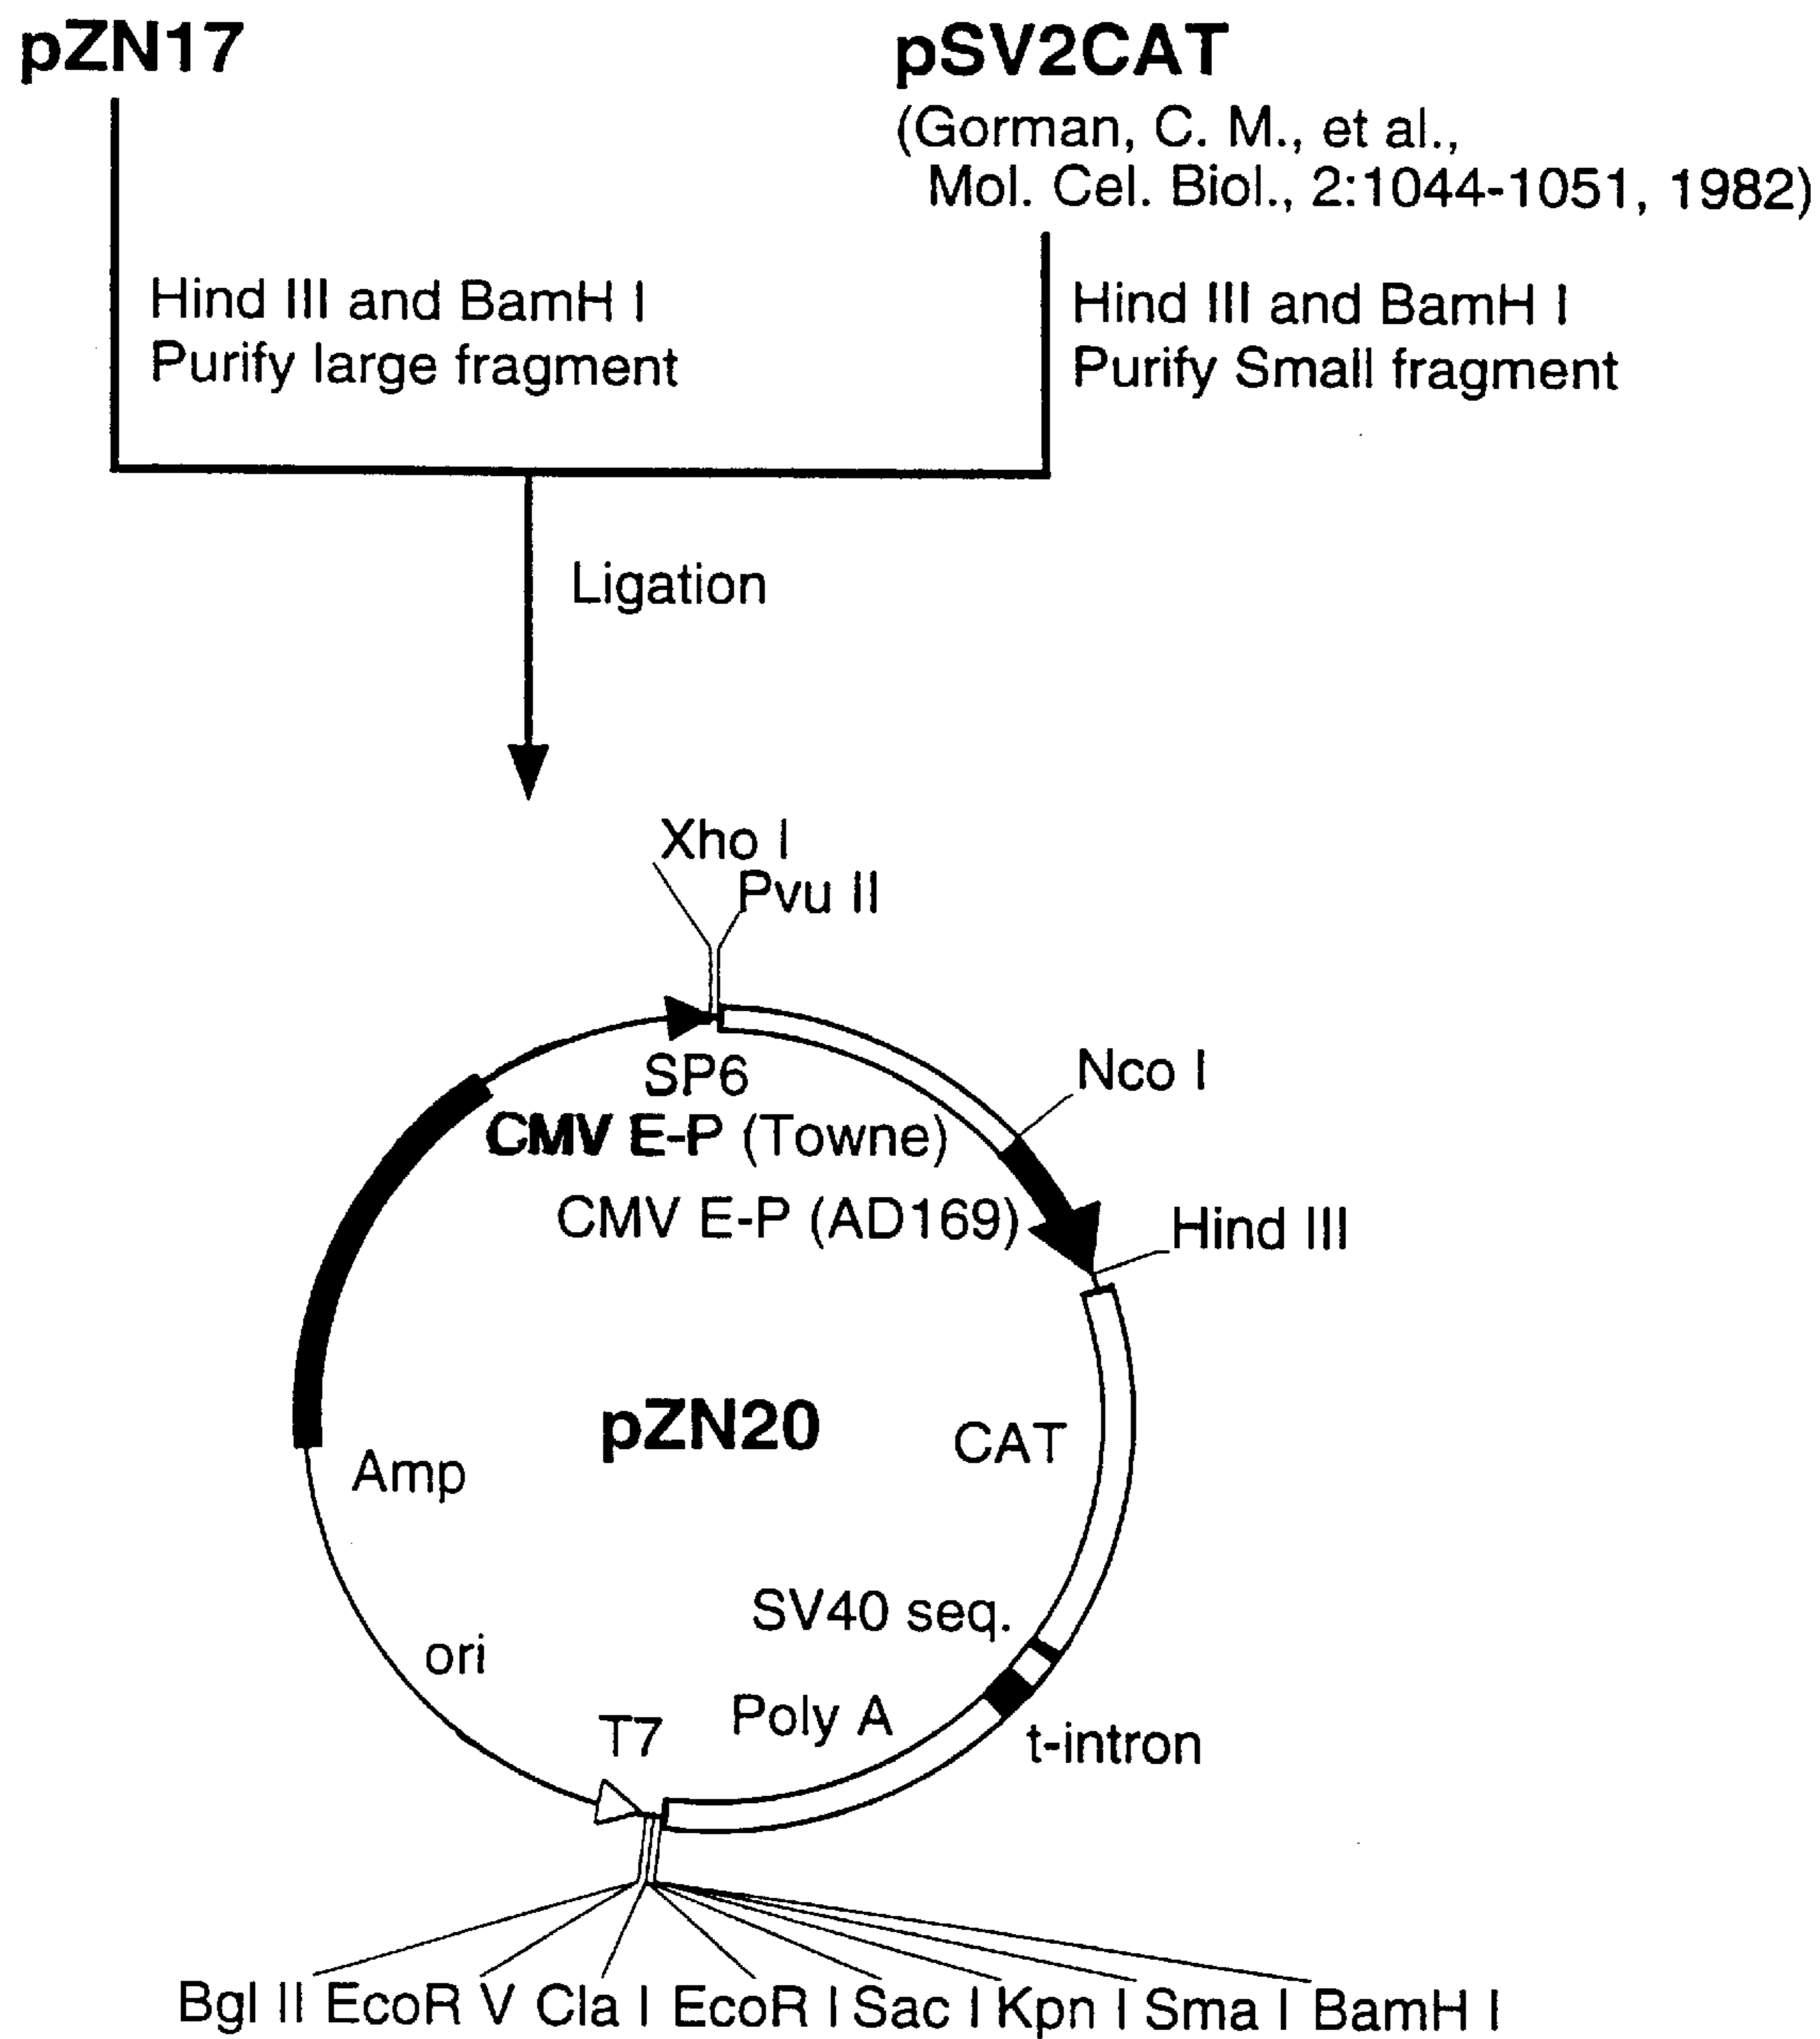 pZN17
pSV2CAT
(Gorman, C. M., et al.,
Mol. Cel. Biol., 2:1044-1051, 1982)
Hind III and BamH I
Purify large fragment
Hind III and BamH I
Purify Small fragment
Ligation
Xho I
Pvu II
SP6
Nco I
CMV E-P (Towne)
CMV E-P (AD169)
Hind III
pZN20
CAT
Amp
SV40 seq.
ori
Poly A
T7
t-intron
Bgl II EcoR V Cla I EcoR I Sac I Kpn I Sma I BamH I